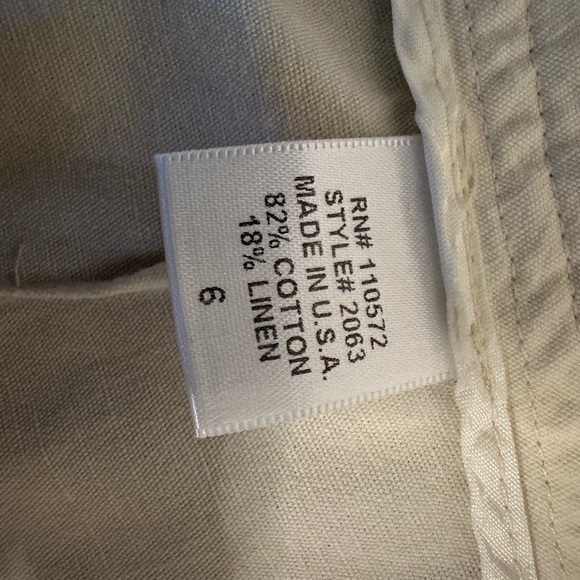 RN# 110572
STYLE# 2063
MADE IN U.S.A.
82% COTTON
18% LINEN
6